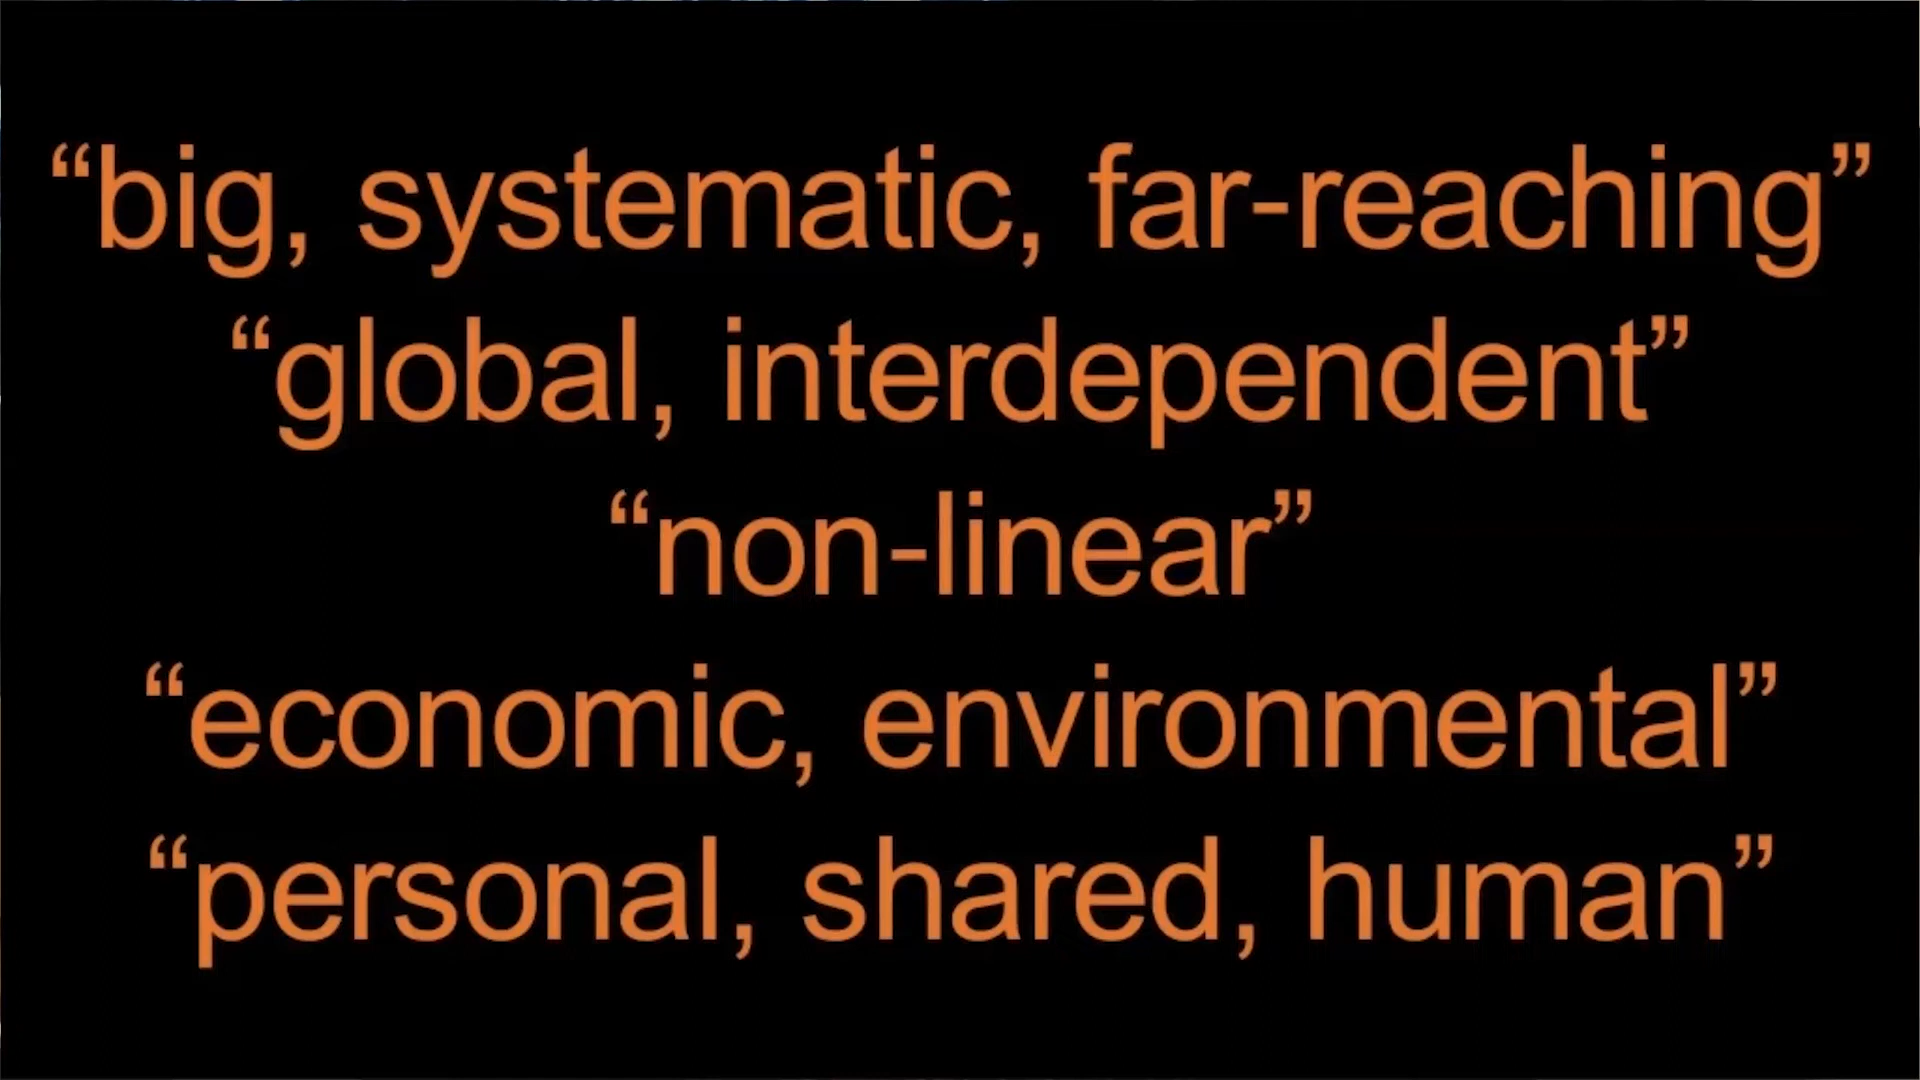 “big, systematic, far-reaching”
“global, interdependent”
“non-linear”
“economic, environmental”
“personal, shared, human”